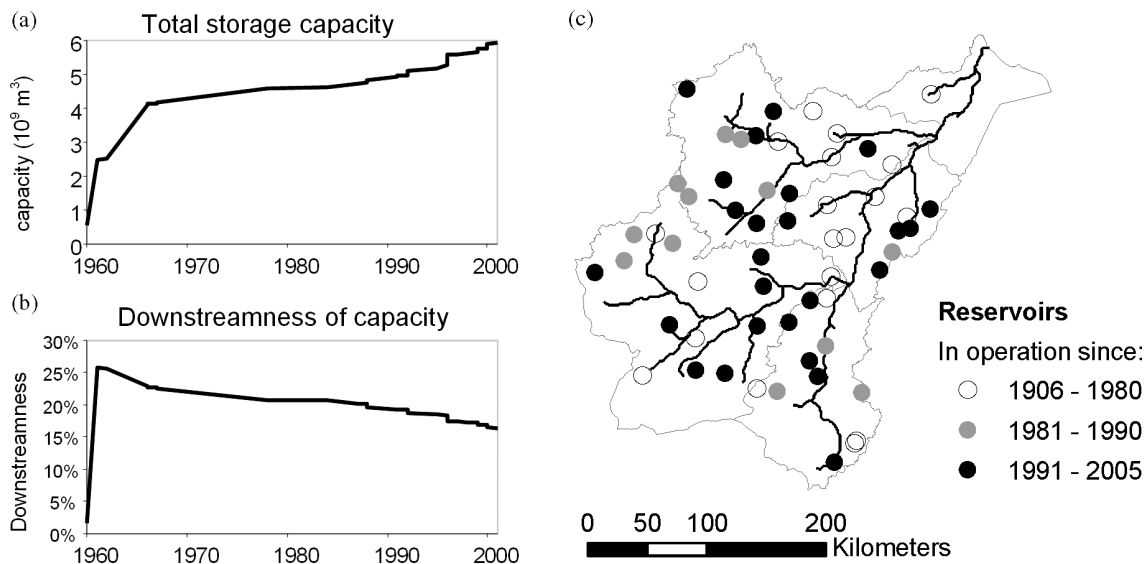 (a)
Total storage capacity
capacity (10⁹ m³)
6
5
4
3
2
1
0
1960 1970 1980 1990 2000
(b)
Downstreamness of capacity
Downstreamness
30%
25%
20%
15%
10%
5%
0%
1960 1970 1980 1990 2000
(c)
Reservoirs
In operation since:
1906 - 1980
1981 - 1990
1991 - 2005
0 50 100 200
Kilometers